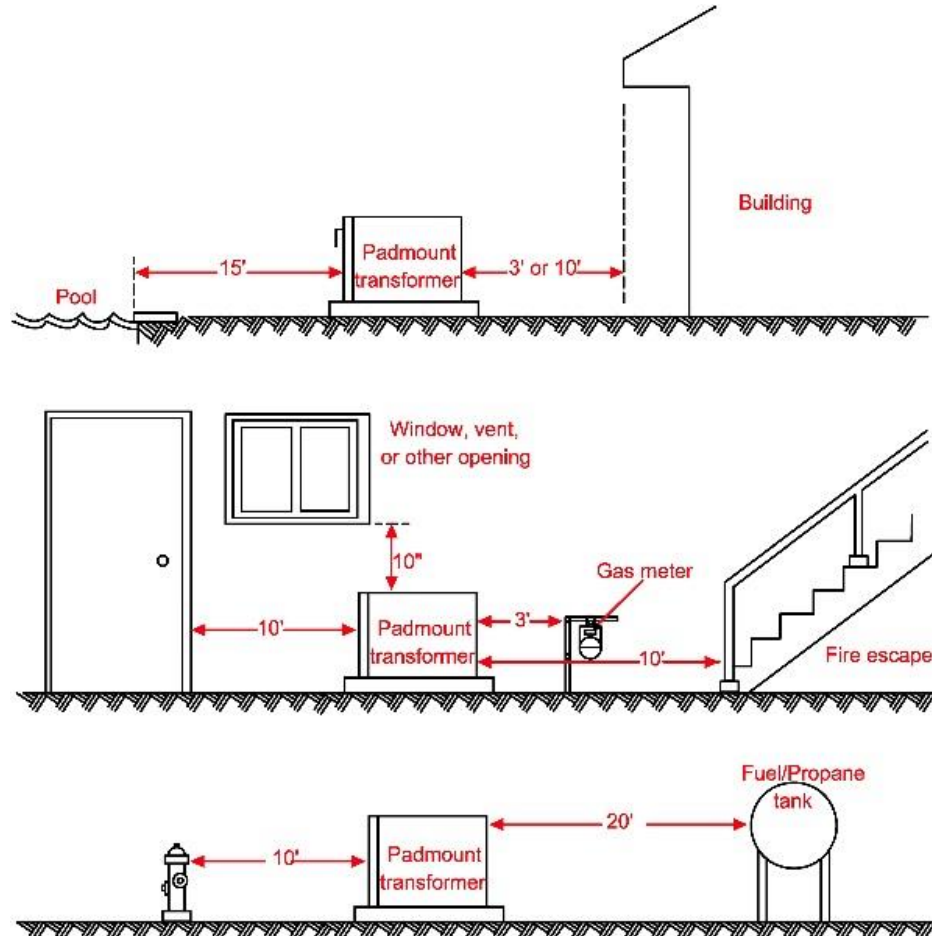 Building
Padmount
transformer
15'
3' or 10'
Pool
Window, vent,
or other opening
10"
Gas meter
3'
10'
Padmount
transformer
10'
Fire escape
Fuel/Propane
tank
20'
10'
Padmount
transformer